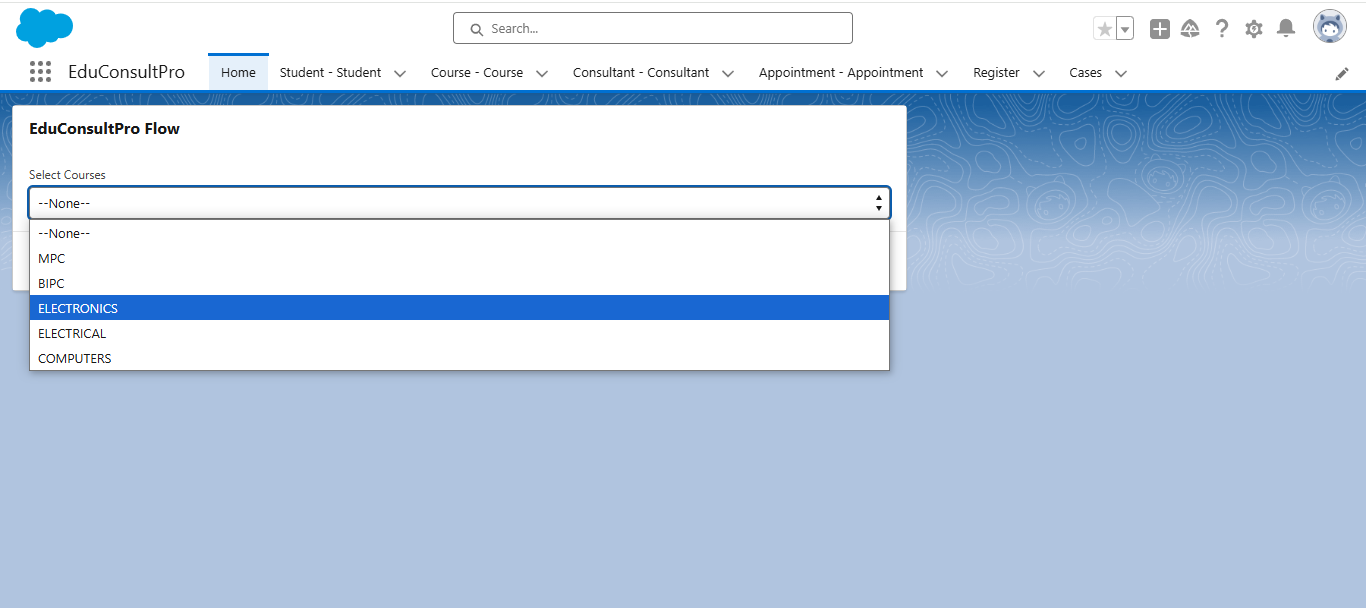 Search...
EduConsultPro Home Student - Student Course - Course Consultant - Consultant Appointment - Appointment Register Cases
EduConsultPro Flow
Select Courses
--None--
--None--
MPC
BIPC
ELECTRONICS
ELECTRICAL
COMPUTERS